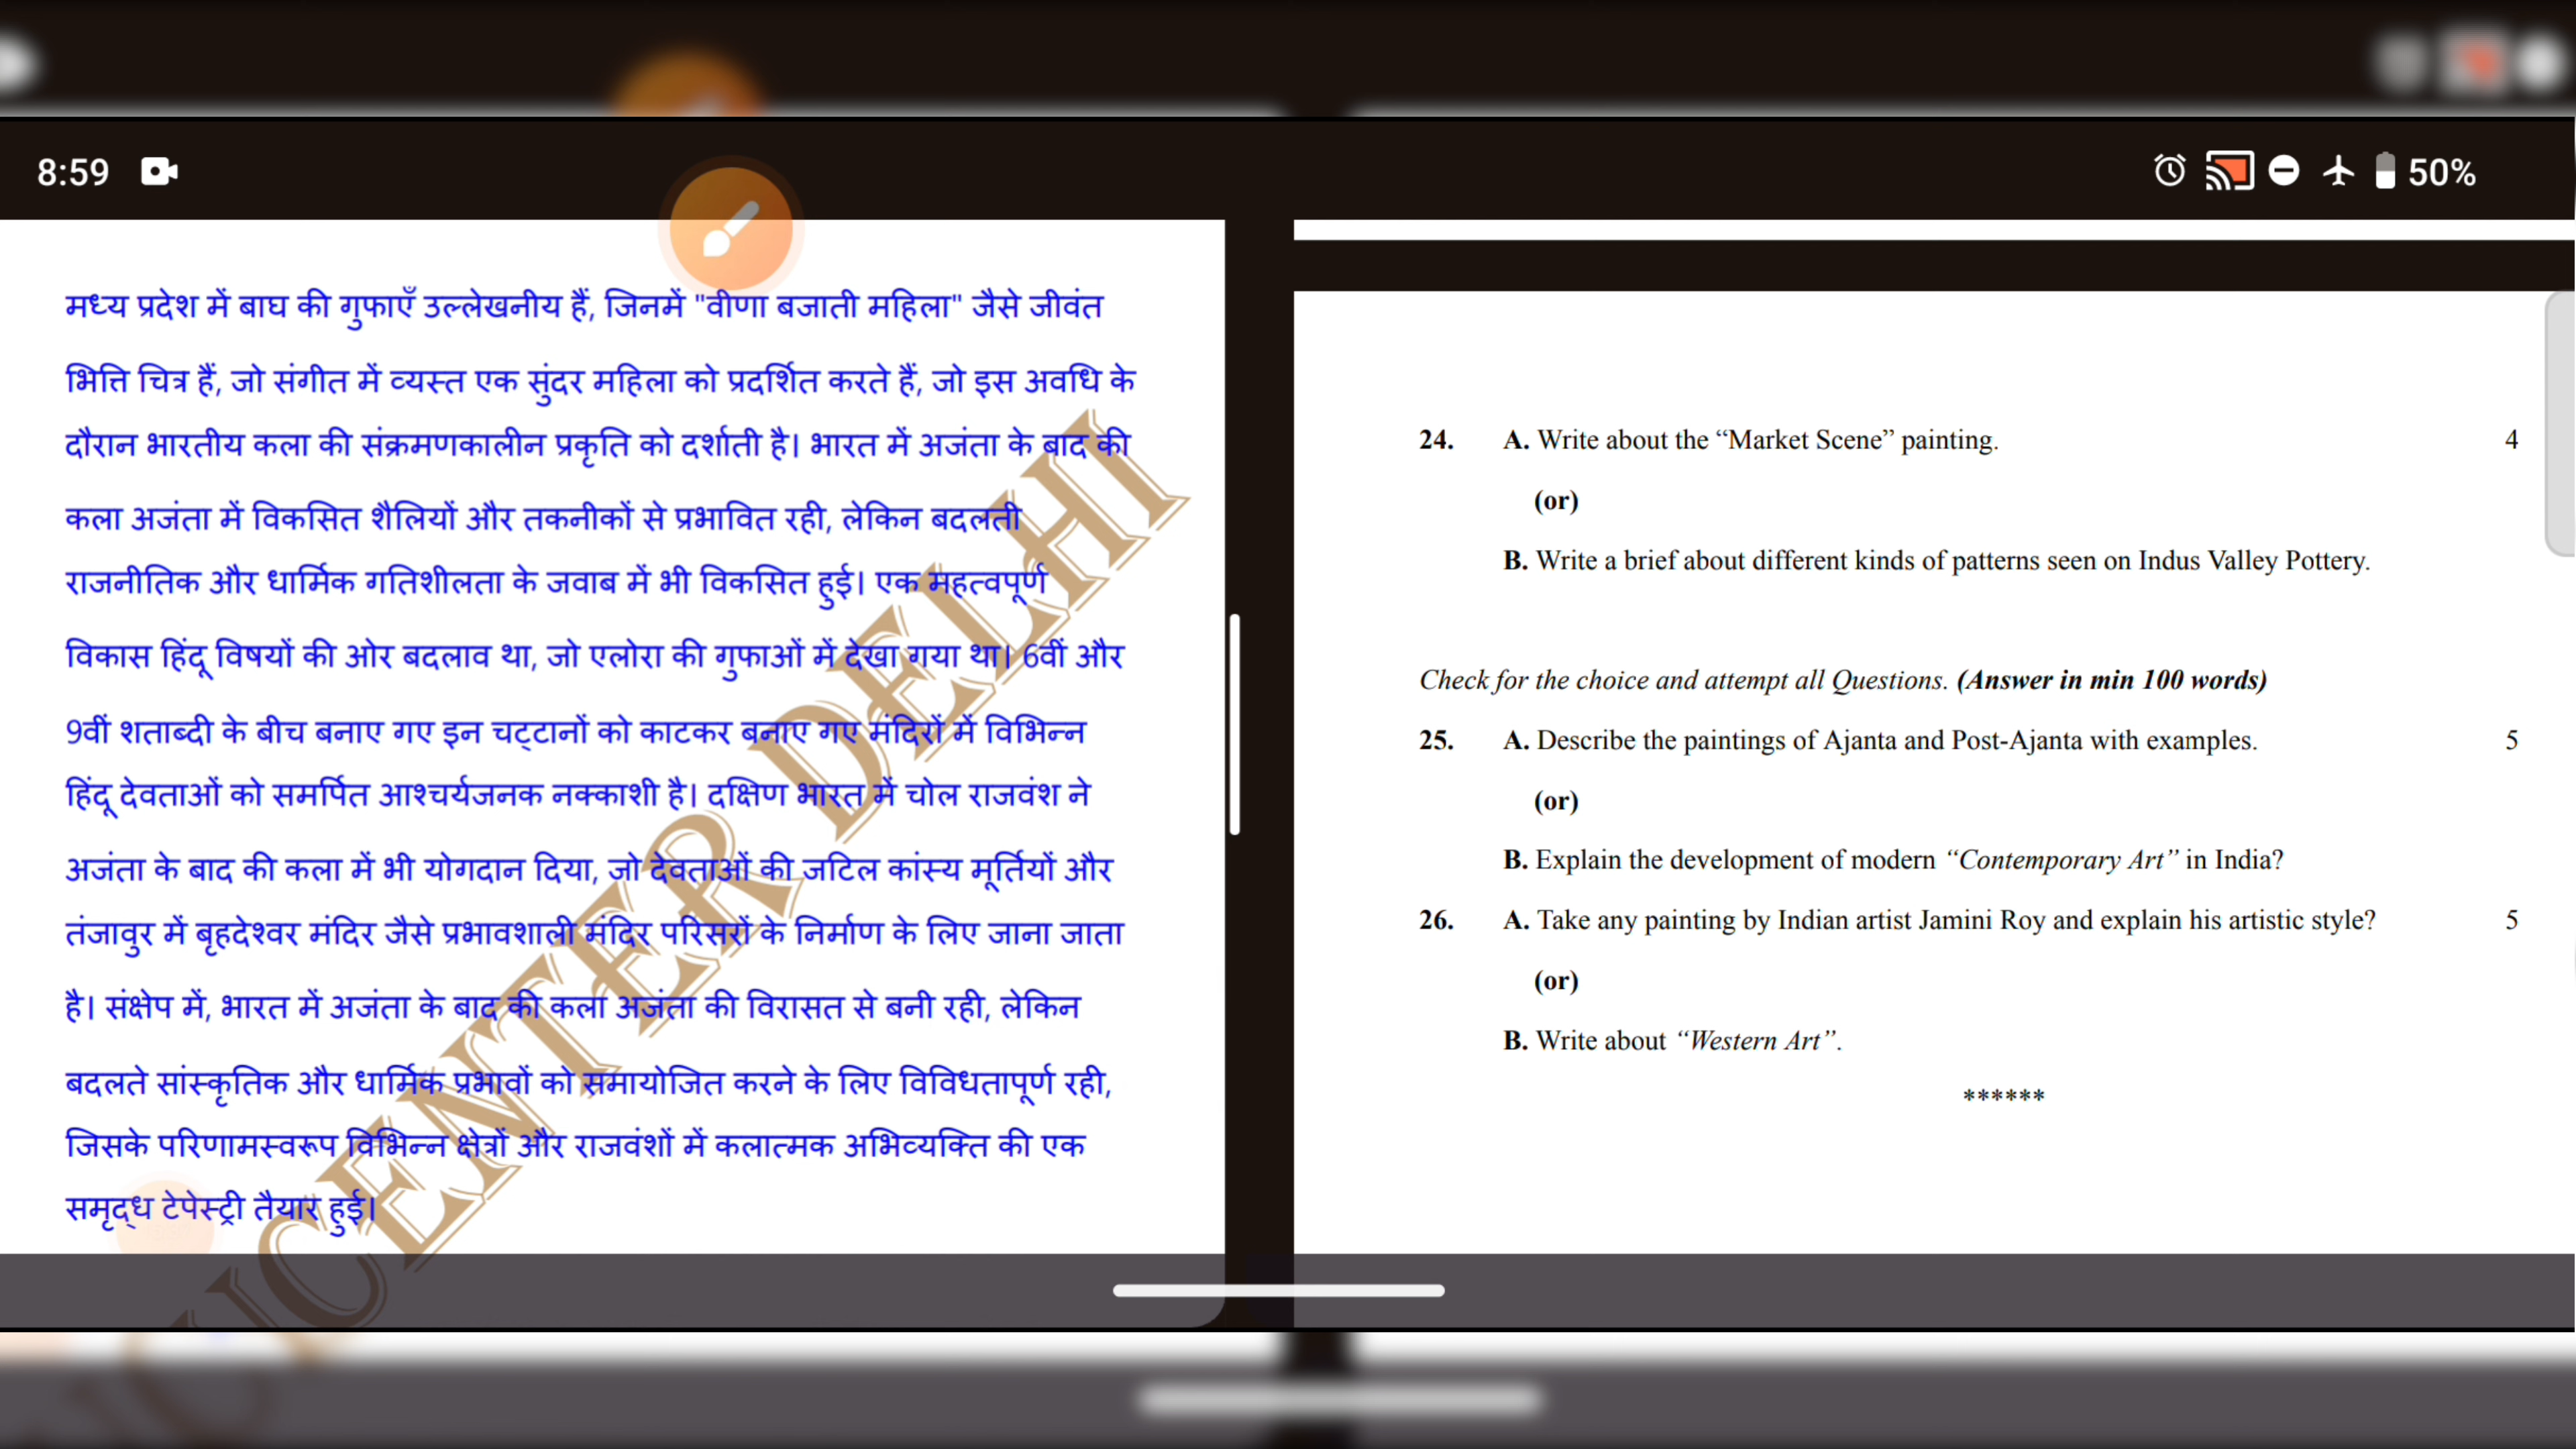 8:59
50%
मध्य प्रदेश में बाघ की गुफाएँ उल्लेखनीय हैं, जिनमें "वीणा बजाती महिला" जैसे जीवंत
भित्ति चित्र हैं, जो संगीत में व्यस्त एक सुंदर महिला को प्रदर्शित करते हैं, जो इस अवधि के
दौरान भारतीय कला की संक्रमणकालीन प्रकृति को दर्शाती है। भारत में अजंता के बाद की
कला अजंता में विकसित शैलियों और तकनीकों से प्रभावित रही, लेकिन बदलती
राजनीतिक और धार्मिक गतिशीलता के जवाब में भी विकसित हुई। एक महत्वपूर्ण
विकास हिंदू विषयों की ओर बदलाव था, जो एलोरा की गुफाओं में देखा गया था। 6वीं और
9वीं शताब्दी के बीच बनाए गए इन चट्टानों को काटकर बनाए गए मंदिरों में विभिन्न
हिंदू देवताओं को समर्पित आश्चर्यजनक नक्काशी है। दक्षिण भारत में चोल राजवंश ने
अजंता के बाद की कला में भी योगदान दिया, जो देवताओं की जटिल कांस्य मूर्तियों और
तंजावुर में बृहदेश्वर मंदिर जैसे प्रभावशाली मंदिर परिसरों के निर्माण के लिए जाना जाता
है। संक्षेप में, भारत में अजंता के बाद की कला अजंता की विरासत से बनी रही, लेकिन
बदलते सांस्कृतिक और धार्मिक प्रभावों को समायोजित करने के लिए विविधतापूर्ण रही,
जिसके परिणामस्वरूप विभिन्न क्षेत्रों और राजवंशों में कलात्मक अभिव्यक्ति की एक
समृद्ध टेपेस्ट्री तैयार हुई।
CENTER DELHI
24. A. Write about the “Market Scene” painting. 4
(or)
B. Write a brief about different kinds of patterns seen on Indus Valley Pottery.
Check for the choice and attempt all Questions. (Answer in min 100 words)
25. A. Describe the paintings of Ajanta and Post-Ajanta with examples. 5
(or)
B. Explain the development of modern “Contemporary Art” in India?
26. A. Take any painting by Indian artist Jamini Roy and explain his artistic style? 5
(or)
B. Write about “Western Art”.
******